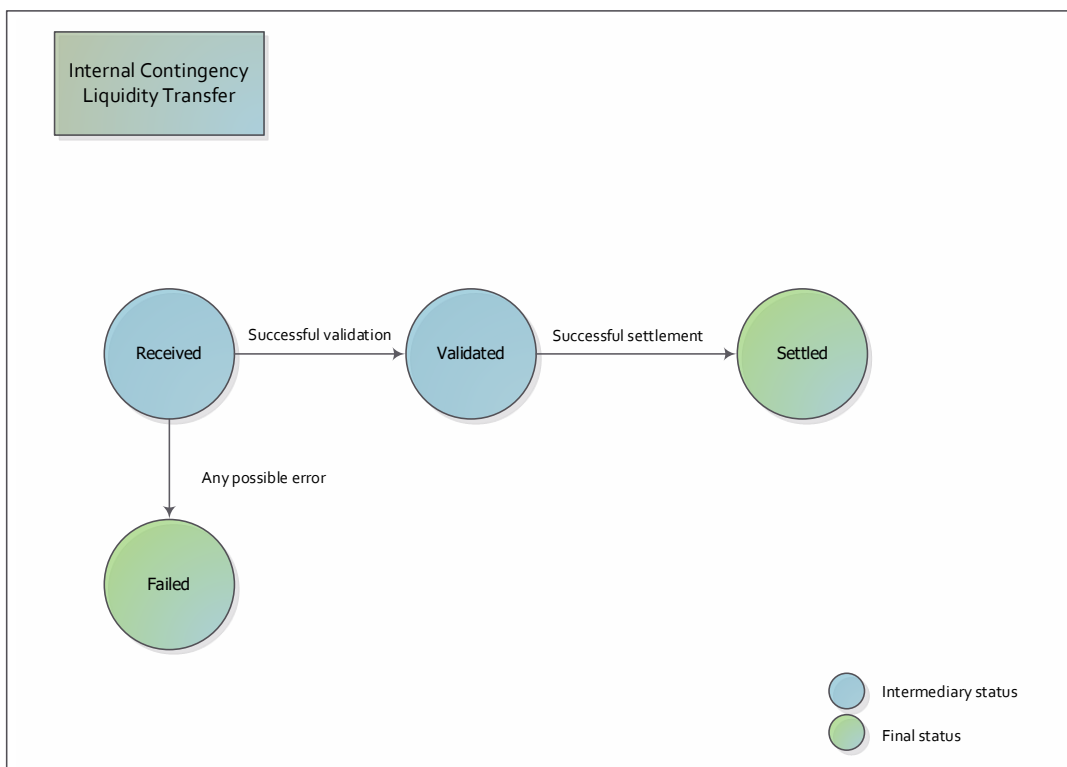 Internal Contingency
Liquidity Transfer
Received
Successful validation
Validated
Successful settlement
Settled
Any possible error
Failed
Intermediary status
Final status